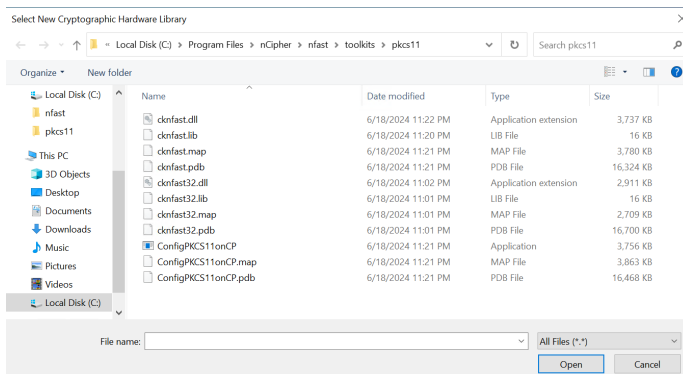 Select New Cryptographic Hardware Library
« Local Disk (C:) > Program Files > nCipher > nfast > toolkits > pkcs11 Search pkcs11
Organize New folder
Name Date modified Type Size
Local Disk (C:)
nfast
pkcs11
This PC
3D Objects
Desktop
Documents
Downloads
Music
Pictures
Videos
Local Disk (C:)
cknfast.dll 6/18/2024 11:22 PM Application extension 3,737 KB
cknfast.lib 6/18/2024 11:20 PM LIB File 16 KB
cknfast.map 6/18/2024 11:21 PM MAP File 3,780 KB
cknfast.pdb 6/18/2024 11:21 PM PDB File 16,324 KB
cknfast32.dll 6/18/2024 11:02 PM Application extension 2,911 KB
cknfast32.lib 6/18/2024 11:01 PM LIB File 16 KB
cknfast32.map 6/18/2024 11:01 PM MAP File 2,709 KB
cknfast32.pdb 6/18/2024 11:01 PM PDB File 16,700 KB
ConfigPKCS11onCP 6/18/2024 11:21 PM Application 3,756 KB
ConfigPKCS11onCP.map 6/18/2024 11:21 PM MAP File 3,863 KB
ConfigPKCS11onCP.pdb 6/18/2024 11:21 PM PDB File 16,468 KB
File name: All Files (*.*)
Open Cancel